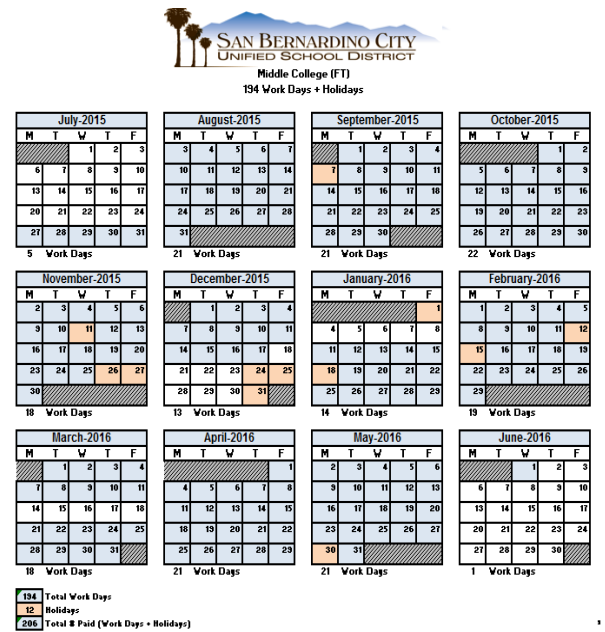 SAN BERNARDINO CITY
UNIFIED SCHOOL DISTRICT
Middle College (FT)
194 Work Days + Holidays
July-2015 August-2015 September-2015 October-2015
M T W T F M T W T F M T W T F M T W T F
1 2 3 3 4 5 6 7 1 2 3 4 1 2
6 7 8 9 10 10 11 12 13 14 7 8 9 10 11 5 6 7 8 9
13 14 15 16 17 17 18 19 20 21 14 15 16 17 18 12 13 14 15 16
20 21 22 23 24 24 25 26 27 28 21 22 23 24 25 19 20 21 22 23
27 28 29 30 31 31 28 29 30 26 27 28 29 30
5 Work Days 21 Work Days 21 Work Days 22 Work Days
November-2015 December-2015 January-2016 February-2016
M T W T F M T W T F M T W T F M T W T F
2 3 4 5 6 1 2 3 4 1 1 2 3 4 5
9 10 11 12 13 7 8 9 10 11 4 5 6 7 8 8 9 10 11 12
16 17 18 19 20 14 15 16 17 18 11 12 13 14 15 15 16 17 18 19
23 24 25 26 27 21 22 23 24 25 18 19 20 21 22 22 23 24 25 26
30 28 29 30 31 25 26 27 28 29 29
18 Work Days 13 Work Days 14 Work Days 19 Work Days
March-2016 April-2016 May-2016 June-2016
M T W T F M T W T F M T W T F M T W T F
1 2 3 4 1 2 3 4 5 6 1 2 3
7 8 9 10 11 4 5 6 7 8 9 10 11 12 13 6 7 8 9 10
14 15 16 17 18 11 12 13 14 15 16 17 18 19 20 13 14 15 16 17
21 22 23 24 25 18 19 20 21 22 23 24 25 26 27 20 21 22 23 24
28 29 30 31 25 26 27 28 29 30 31 27 28 29 30
18 Work Days 21 Work Days 21 Work Days 1 Work Days
194 Total Work Days
12 Holidays
206 Total # Paid (Work Days + Holidays)